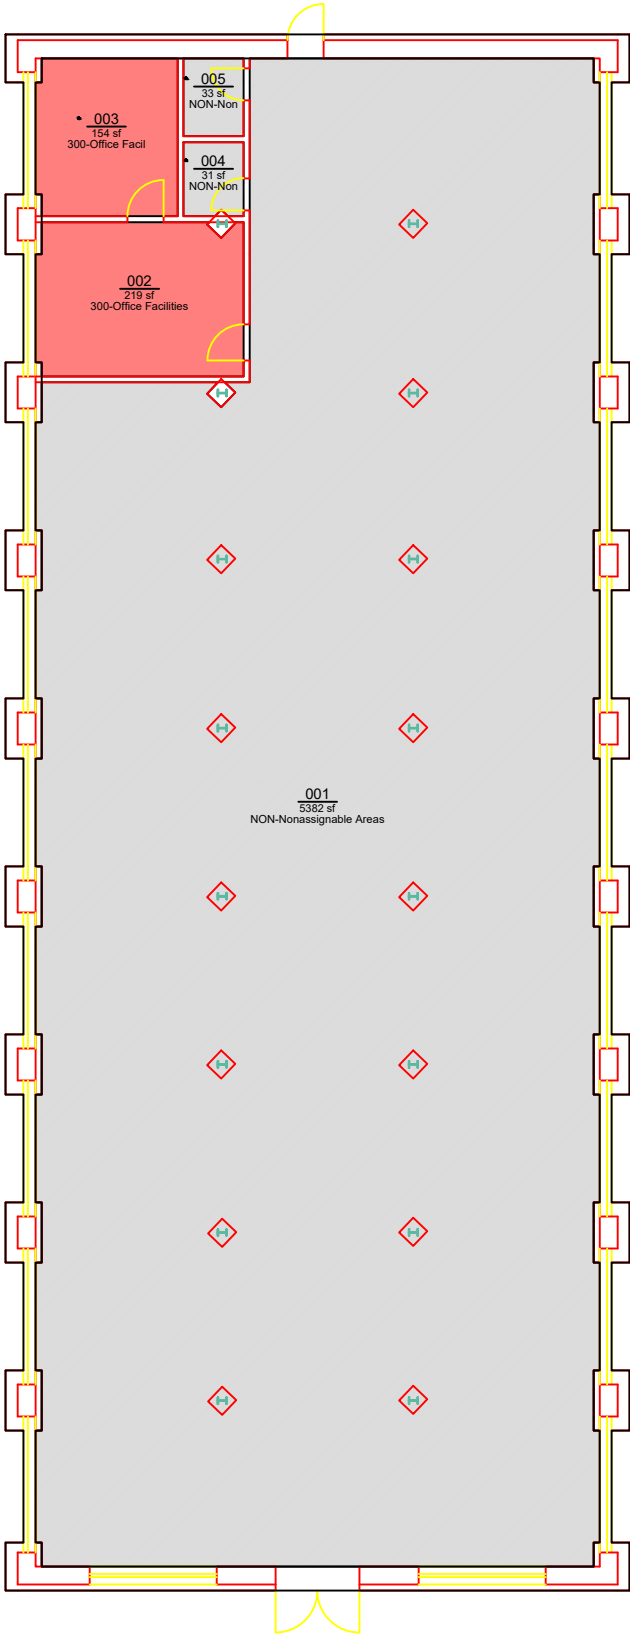 005
33 sf
NON-Non
003
154 sf
300-Office Facil
004
31 sf
NON-Non
002
219 sf
300-Office Facilities
001
5382 sf
NON-Nonassignable Areas